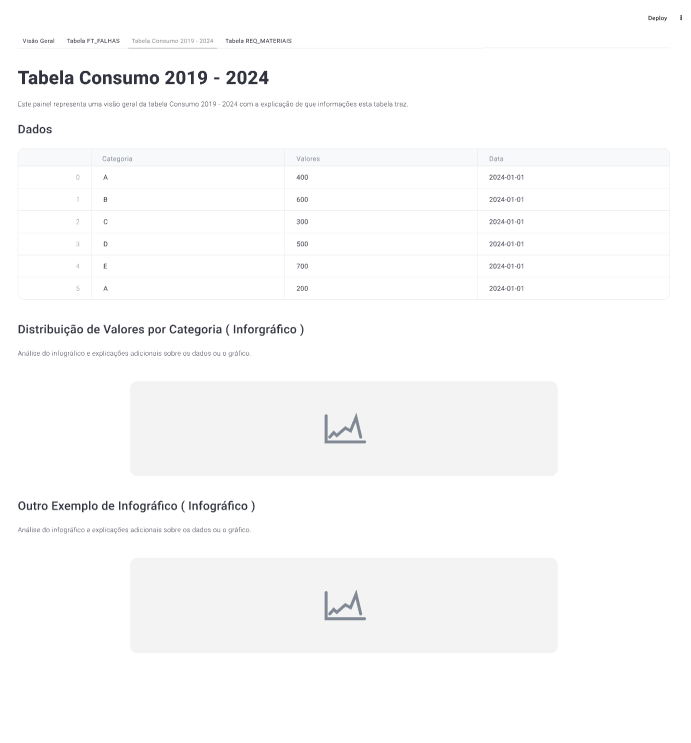 Deploy
Visão Geral Tabela FT_FALHAS Tabela Consumo 2019 - 2024 Tabela REQ_MATERIAIS
Tabela Consumo 2019 - 2024
Este painel representa uma visão geral da tabela Consumo 2019 - 2024 com a explicação de que informações esta tabela traz.
Dados
Categoria Valores Data
0 A 400 2024-01-01
1 B 600 2024-01-01
2 C 300 2024-01-01
3 D 500 2024-01-01
4 E 700 2024-01-01
5 A 200 2024-01-01
Distribuição de Valores por Categoria ( Inforgráfico )
Análise do infográfico e explicações adicionais sobre os dados ou o gráfico.
Outro Exemplo de Infográfico ( Infográfico )
Análise do infográfico e explicações adicionais sobre os dados ou o gráfico.